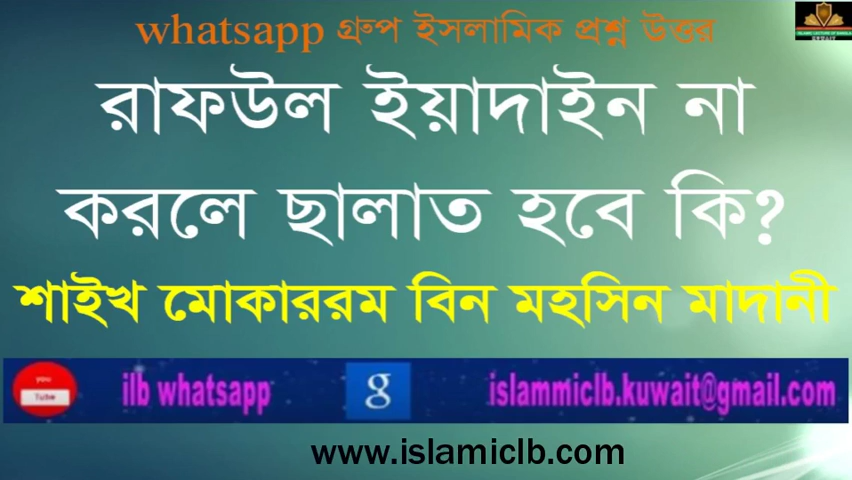 whatsapp গ্রুপ ইসলামিক প্রশ্ন উত্তর
রাফউল ইয়াদাইন না
করলে ছালাত হবে কি?
শাইখ মোকাররম বিন মহসিন মাদানী
you Tube ilb whatsapp g islammiclb.kuwait@gmail.com
www.islamiclb.com